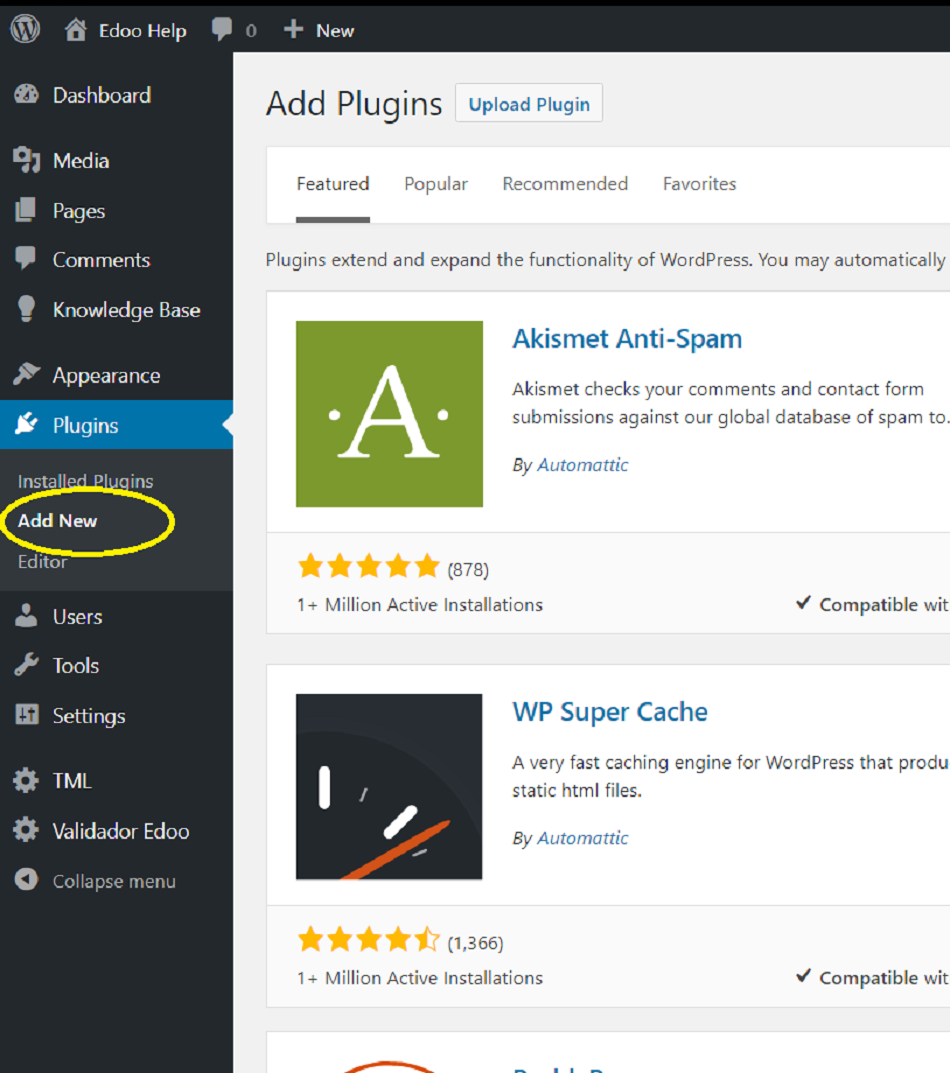 Edoo Help 0 New
Dashboard
Media
Pages
Comments
Knowledge Base
Appearance
Plugins
Installed Plugins
Add New
Editor
Users
Tools
Settings
TML
Validador Edoo
Collapse menu
Add Plugins Upload Plugin
Featured Popular Recommended Favorites
Plugins extend and expand the functionality of WordPress. You may automatically
Akismet Anti-Spam
Akismet checks your comments and contact form
submissions against our global database of spam to.
By Automattic
(878)
1+ Million Active Installations
Compatible wit
WP Super Cache
A very fast caching engine for WordPress that produ
static html files.
By Automattic
(1,366)
1+ Million Active Installations
Compatible wit